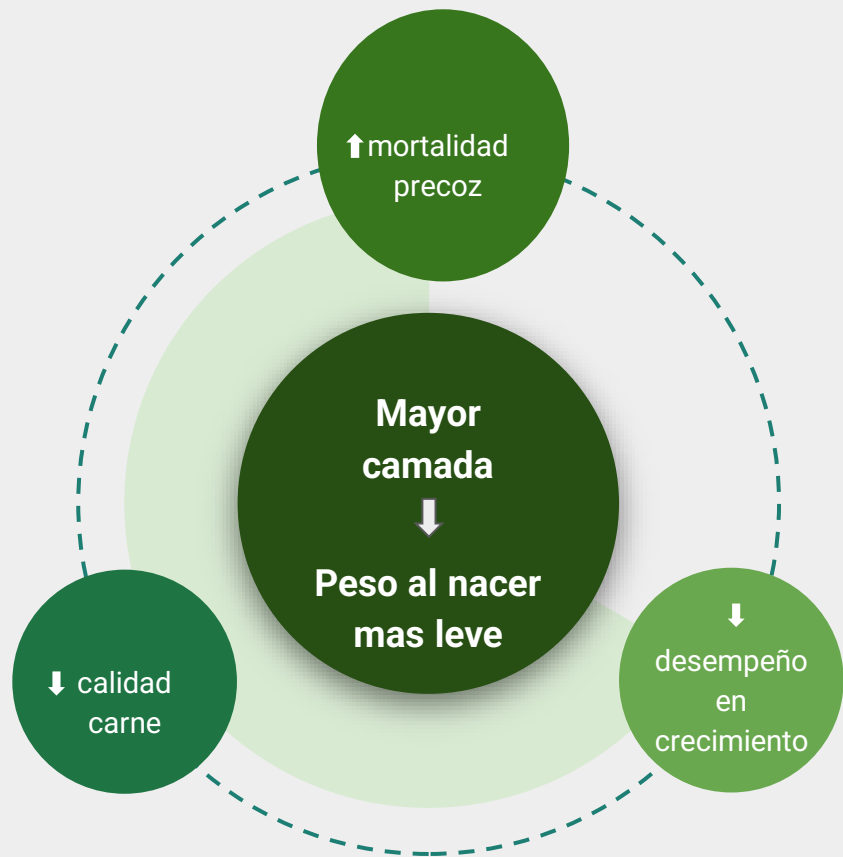 ⬆mortalidad
precoz
Mayor
camada
⬇
Peso al nacer
mas leve
⬇ calidad
carne
⬇
desempeño
en
crecimiento